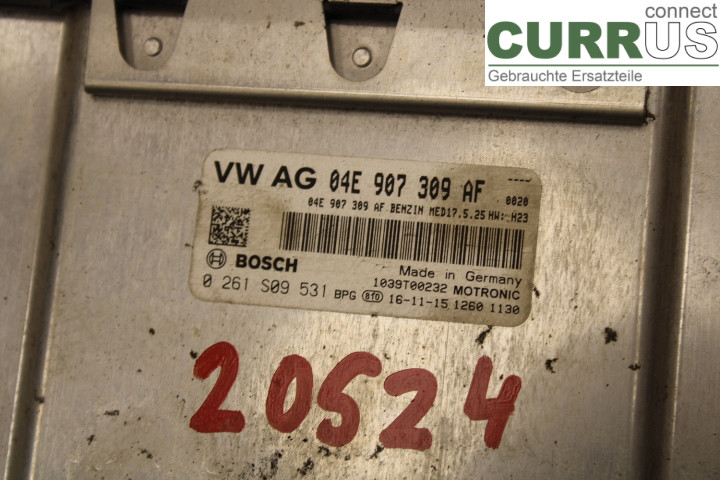 connect
CURRUS
Gebrauchte Ersatzteile
VW AG 04E 907 309 AF ----
0020
04E 907 309 AF BENZIN MED17.5.25 HW: H23
BOSCH
Made in Germany
1039T00232 MOTRONIC
0 261 S09 531 BPG 8f0 16-11-15 1260 1130
20524